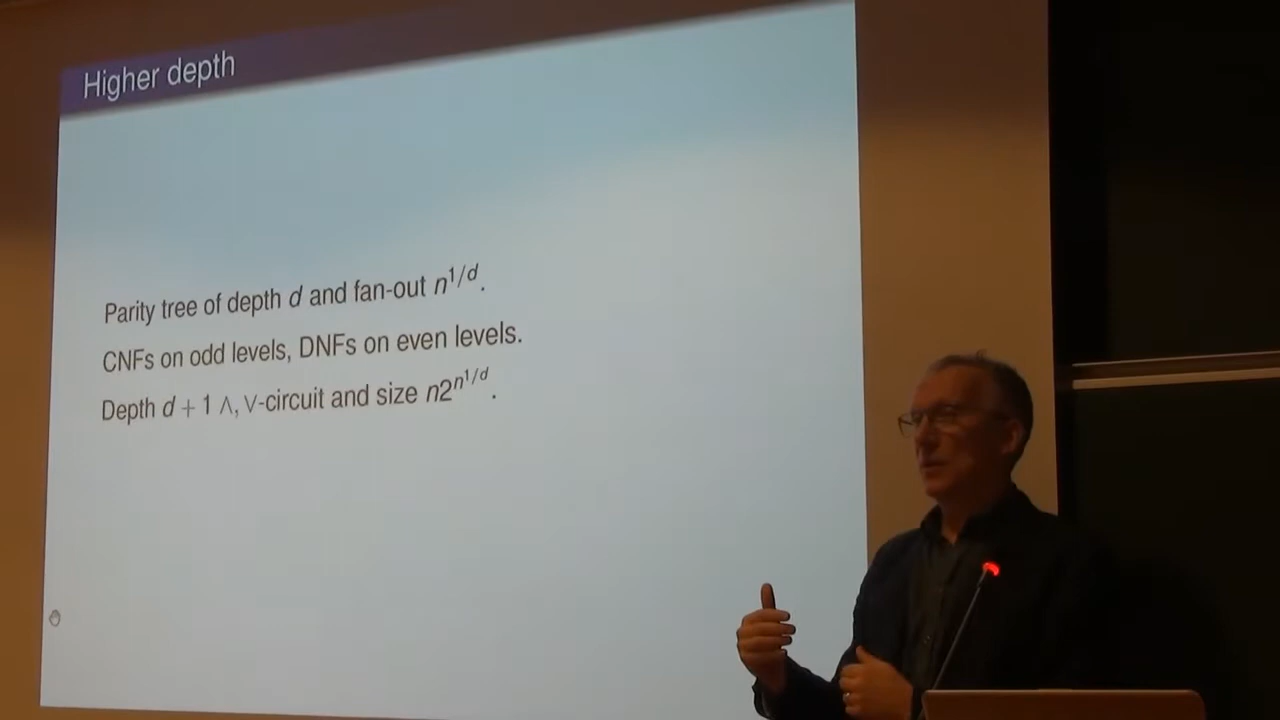 Higher depth
Parity tree of depth d and fan-out n^{1/d}.
CNFs on odd levels, DNFs on even levels.
Depth d + 1 ∧, ∨-circuit and size n2^{n^{1/d}}.